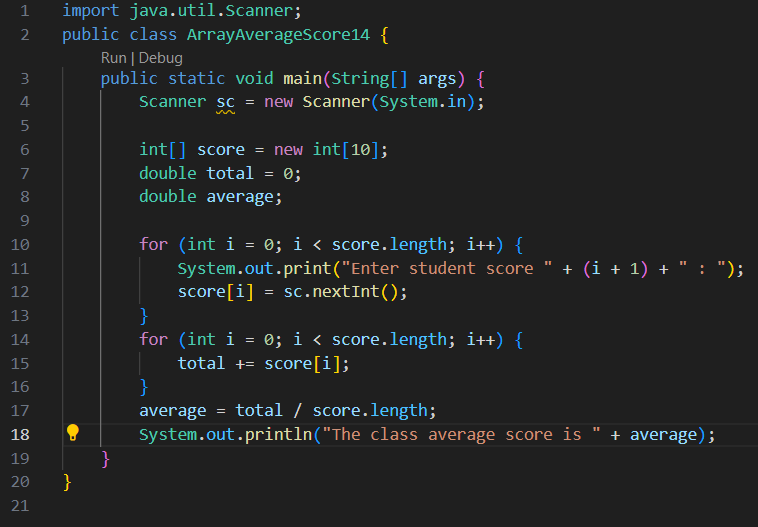 1 import java.util.Scanner;
2 public class ArrayAverageScore14 {
Run | Debug
3 public static void main(String[] args) {
4 Scanner sc = new Scanner(System.in);
5
6 int[] score = new int[10];
7 double total = 0;
8 double average;
9
10 for (int i = 0; i < score.length; i++) {
11 System.out.print("Enter student score " + (i + 1) + " : ");
12 score[i] = sc.nextInt();
13 }
14 for (int i = 0; i < score.length; i++) {
15 total += score[i];
16 }
17 average = total / score.length;
18 System.out.println("The class average score is " + average);
19 }
20 }
21